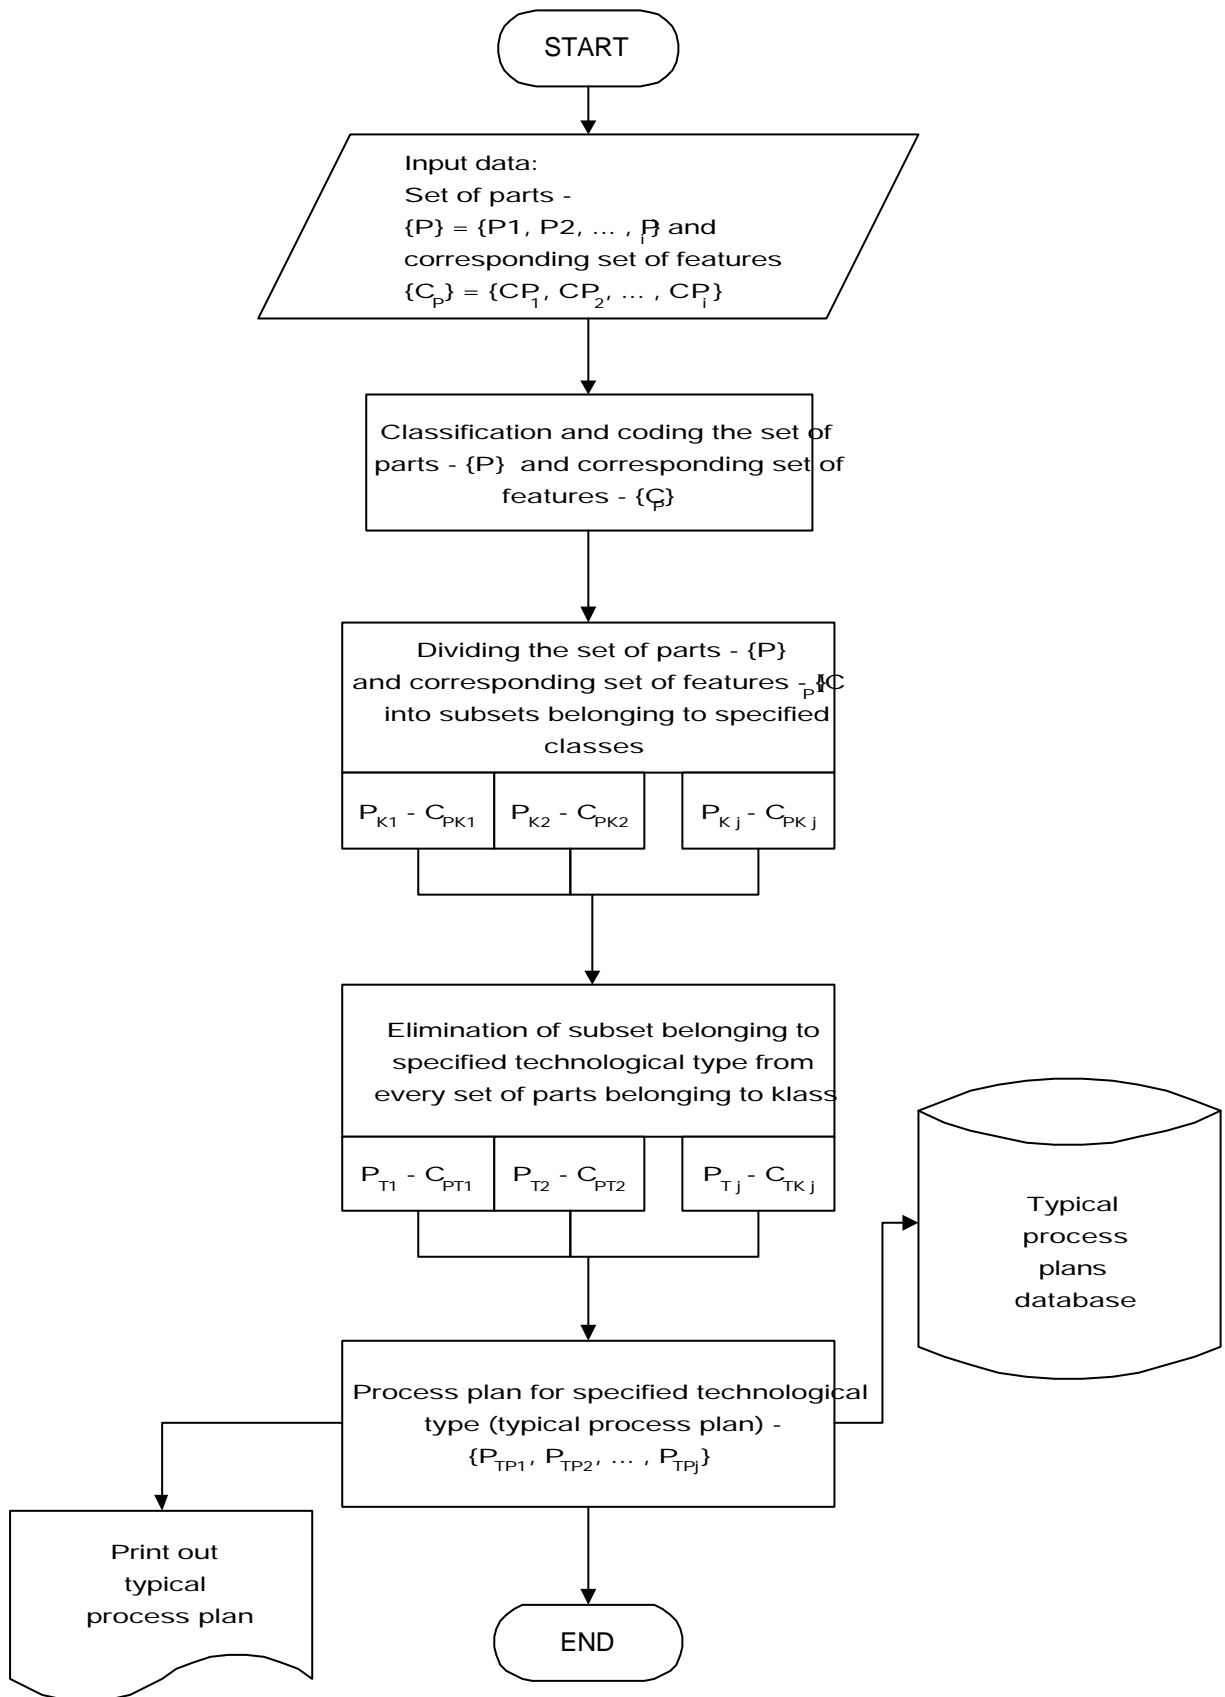 START
Input data:
Set of parts -
{P} = {P1, P2, ... , Pi} and
corresponding set of features
{CP} = {CP1, CP2, ... , CPi}
Classification and coding the set of
parts - {P} and corresponding set of
features - {CP}
Dividing the set of parts - {P}
and corresponding set of features - {CP}
into subsets belonging to specified
classes
PK1 - CPK1
PK2 - CPK2
PK j - CPK j
Elimination of subset belonging to
specified technological type from
every set of parts belonging to klass
PT1 - CPT1
PT2 - CPT2
PT j - CTK j
Typical
process
plans
database
Process plan for specified technological
type (typical process plan) -
{PTP1, PTP2, ... , PTPj}
Print out
typical
process plan
END